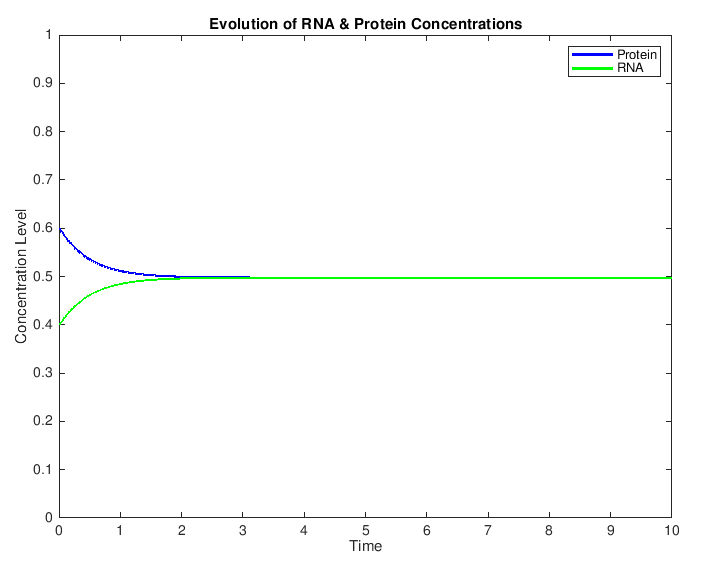 Evolution of RNA & Protein Concentrations
Protein
RNA
Concentration Level
1
0.9
0.8
0.7
0.6
0.5
0.4
0.3
0.2
0.1
0
0 1 2 3 4 5 6 7 8 9 10
Time